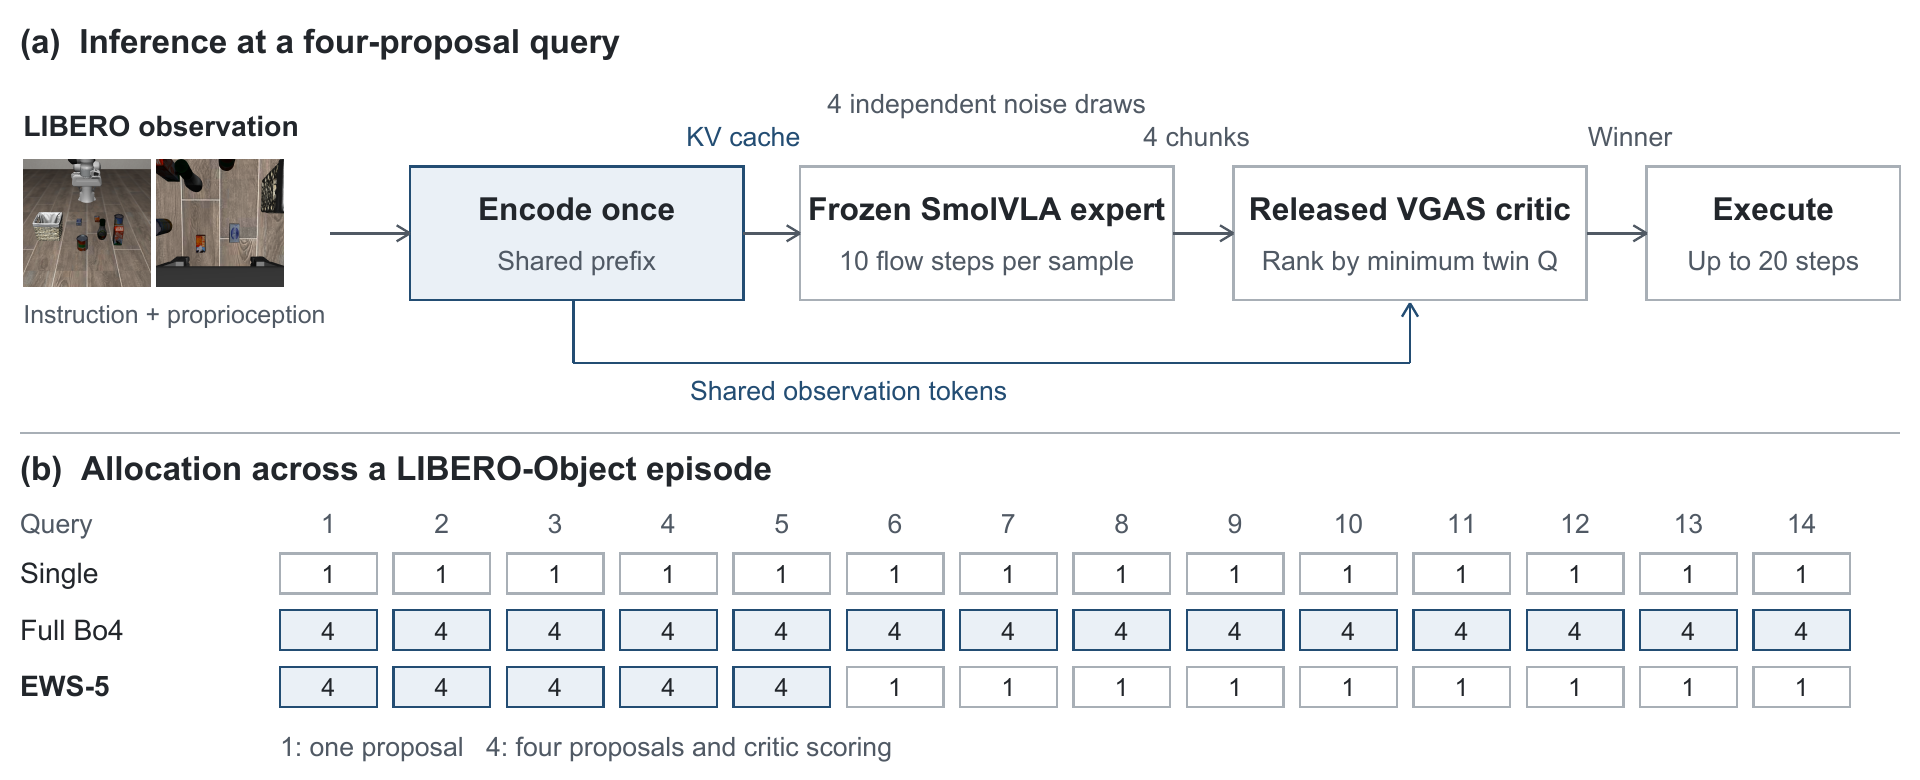 (a) Inference at a four-proposal query
4 independent noise draws
LIBERO observation
KV cache
4 chunks
Winner
Encode once
Shared prefix
Frozen SmolVLA expert
10 flow steps per sample
Released VGAS critic
Rank by minimum twin Q
Execute
Up to 20 steps
Instruction + proprioception
Shared observation tokens
(b) Allocation across a LIBERO-Object episode
Query 1 2 3 4 5 6 7 8 9 10 11 12 13 14
Single 1 1 1 1 1 1 1 1 1 1 1 1 1 1
Full Bo4 4 4 4 4 4 4 4 4 4 4 4 4 4 4
EWS-5 4 4 4 4 4 1 1 1 1 1 1 1 1 1
1: one proposal 4: four proposals and critic scoring